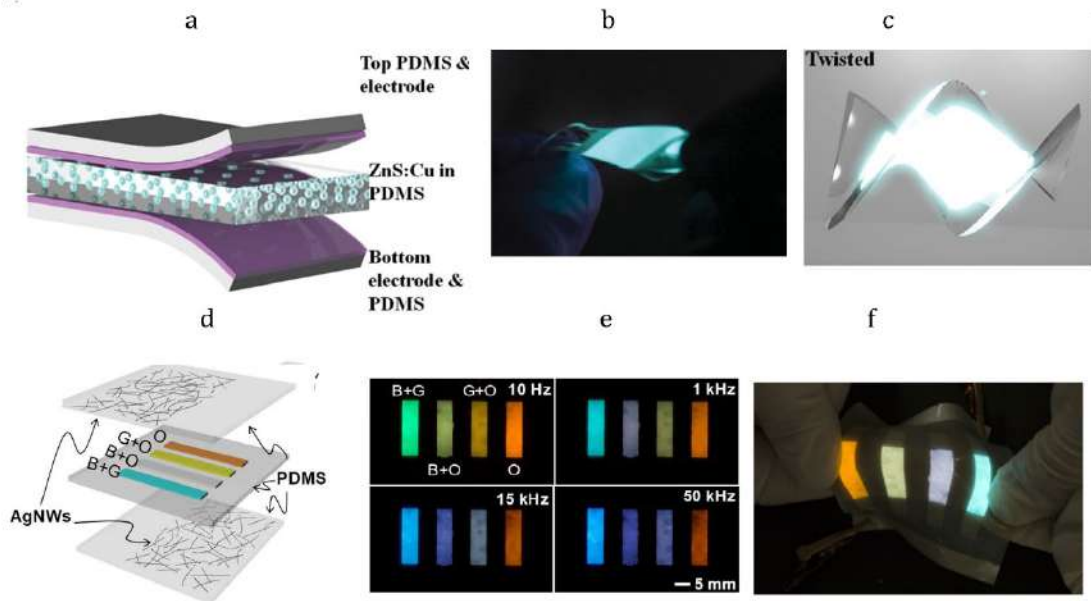 a
b
c
Top PDMS &
electrode
ZnS:Cu in
PDMS
Bottom
electrode &
PDMS
Twisted
d
e
f
G+O O
B+O
B+G
PDMS
AgNWs
B+G
G+O
10 Hz
B+O
O
1 kHz
15 kHz
50 kHz
5 mm